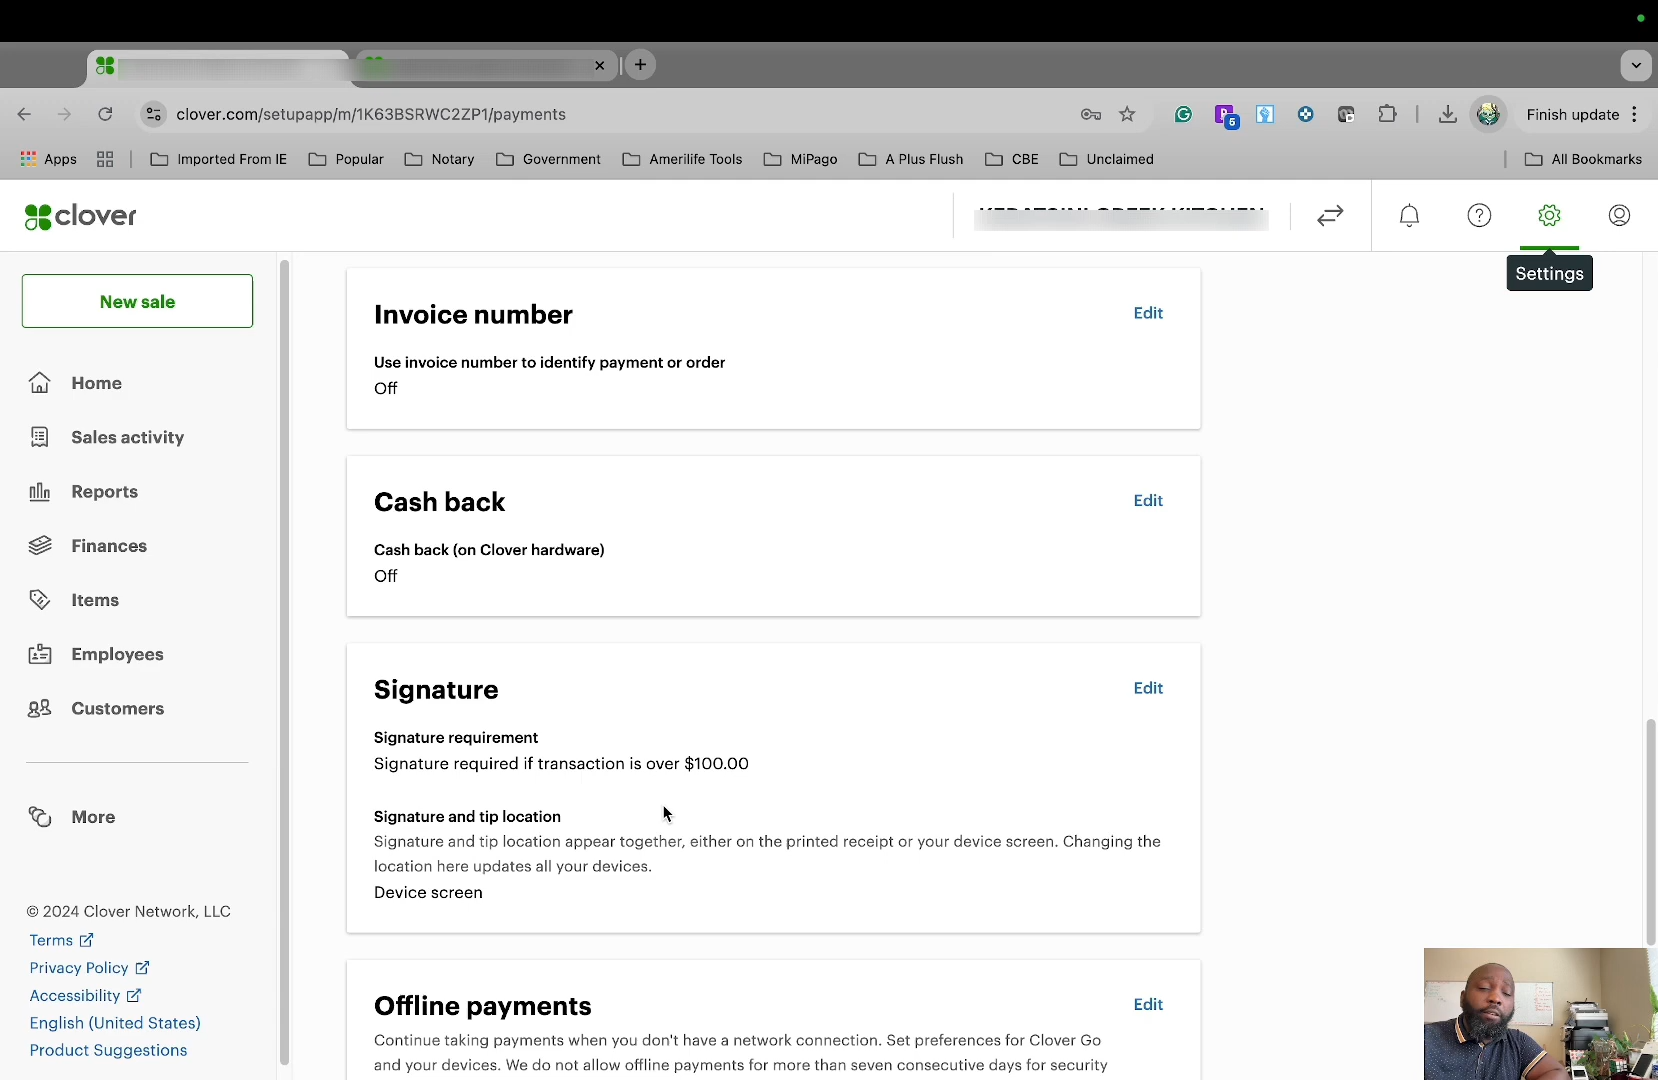 clover.com/setupapp/m/1K63BSRWC2ZP1/payments
6
Finish update
Apps
Imported From IE
Popular
Notary
Government
Amerilife Tools
MiPago
A Plus Flush
CBE
Unclaimed
All Bookmarks
clover
Settings
New sale
Home
Sales activity
Reports
Finances
Items
Employees
Customers
More
© 2024 Clover Network, LLC
Terms
Privacy Policy
Accessibility
English (United States)
Product Suggestions
Invoice number
Edit
Use invoice number to identify payment or order
Off
Cash back
Edit
Cash back (on Clover hardware)
Off
Signature
Edit
Signature requirement
Signature required if transaction is over $100.00
Signature and tip location
Signature and tip location appear together, either on the printed receipt or your device screen. Changing the
location here updates all your devices.
Device screen
Offline payments
Edit
Continue taking payments when you don't have a network connection. Set preferences for Clover Go
and your devices. We do not allow offline payments for more than seven consecutive days for security